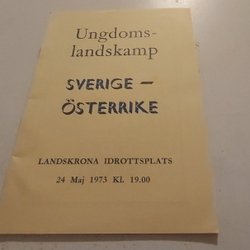 Ungdoms-
landskamp
SVERIGE –
ÖSTERRIKE
LANDSKRONA IDROTTSPLATS
24 Maj 1973 Kl. 19.00